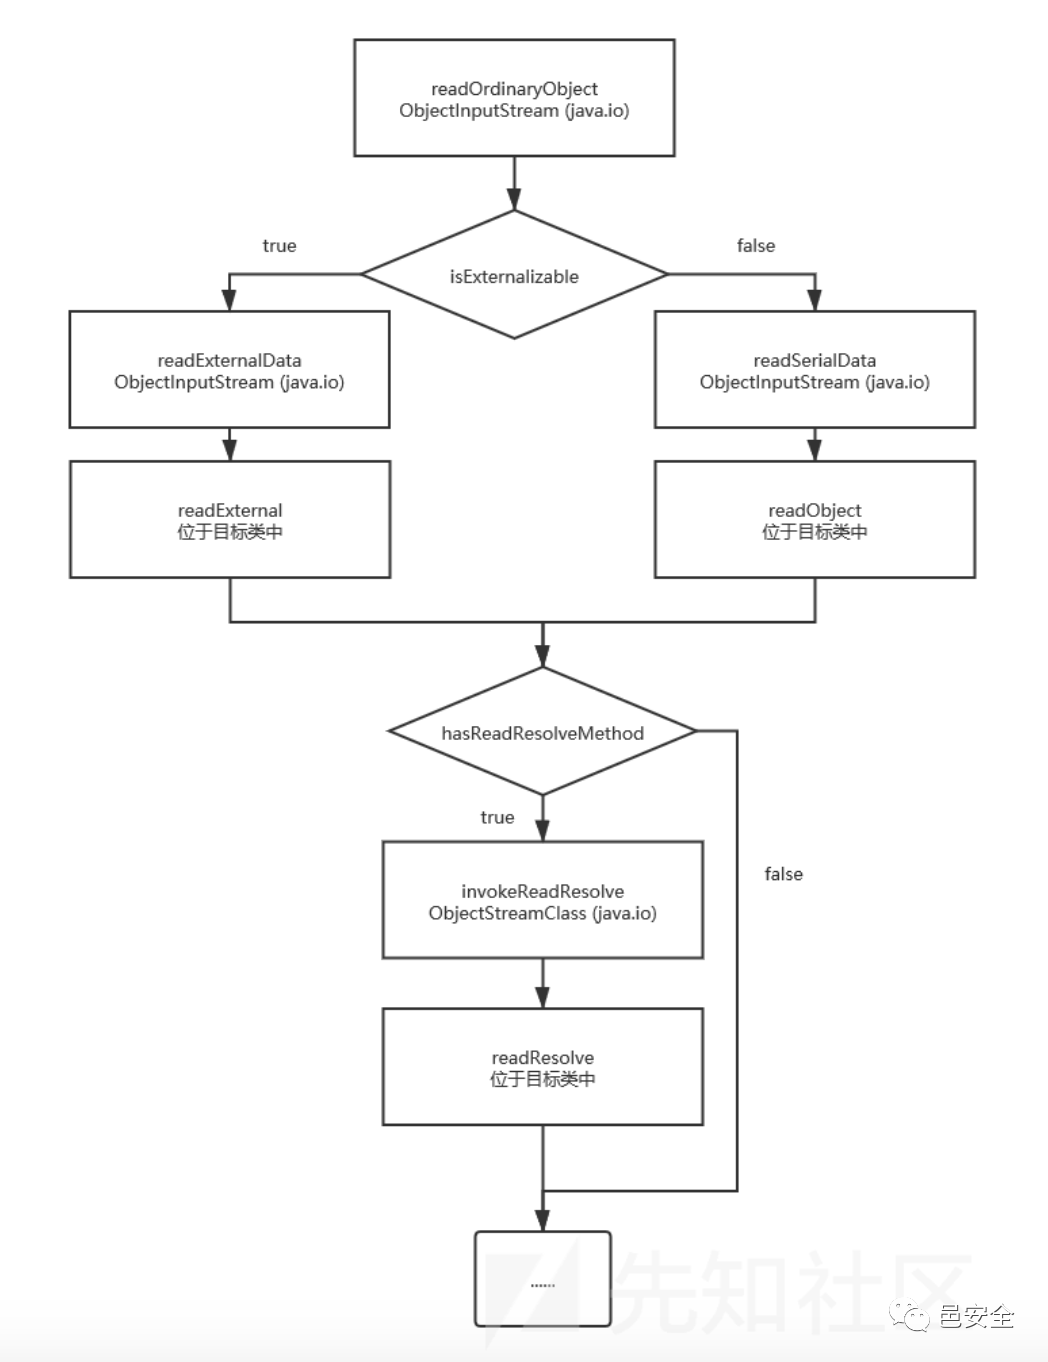 readOrdinaryObject
ObjectInputStream (java.io)
true
false
isExternalizable
readExternalData
ObjectInputStream (java.io)
readSerialData
ObjectInputStream (java.io)
readExternal
位于目标类中
readObject
位于目标类中
hasReadResolveMethod
true
false
invokeReadResolve
ObjectStreamClass (java.io)
readResolve
位于目标类中
......
先知社区
邑安全